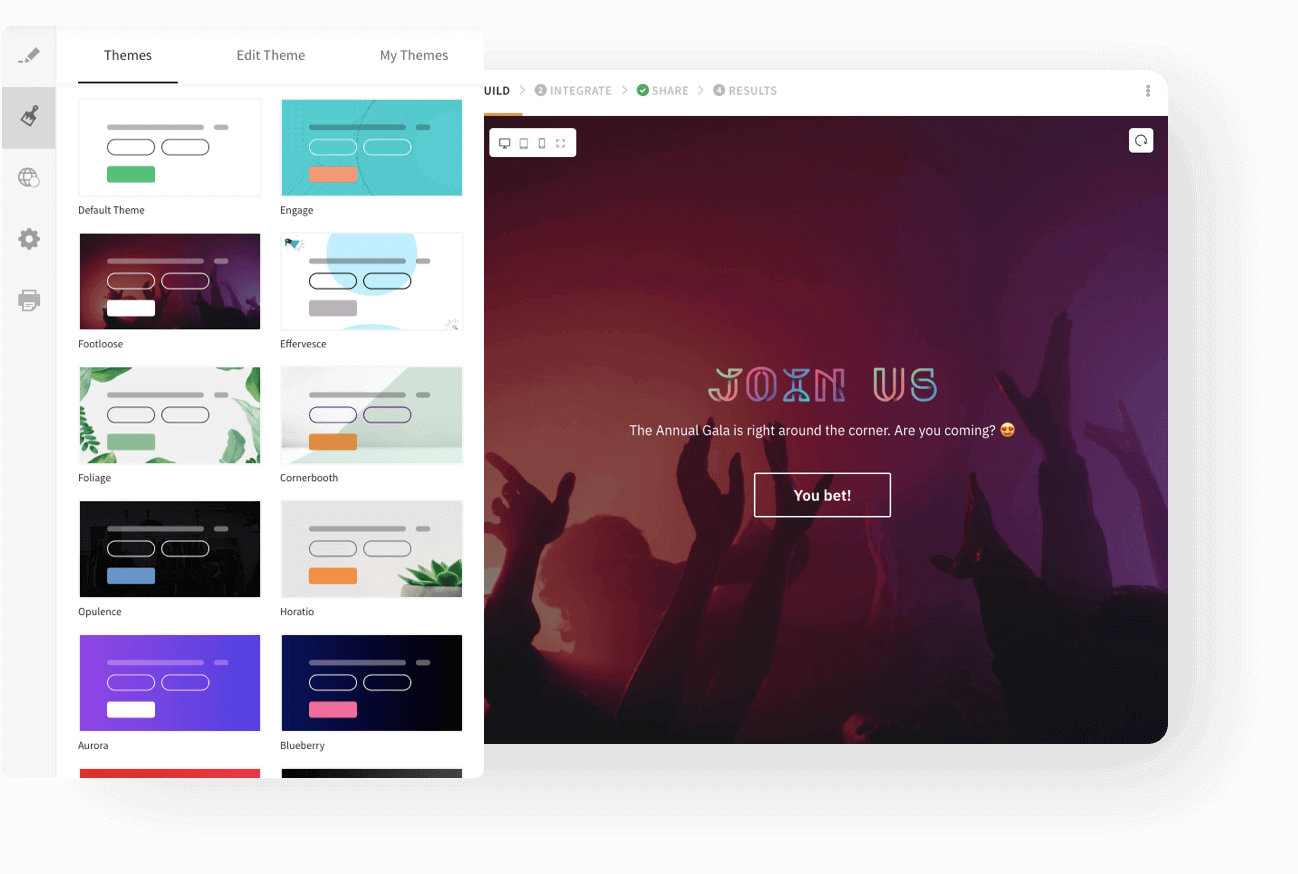 Themes Edit Theme My Themes
UILD 2 INTEGRATE SHARE 4 RESULTS
Default Theme Engage
Footloose Effervesce
Foliage Cornerbooth
Opulence Horatio
Aurora Blueberry
JOIN US
The Annual Gala is right around the corner. Are you coming? 😍
You bet!